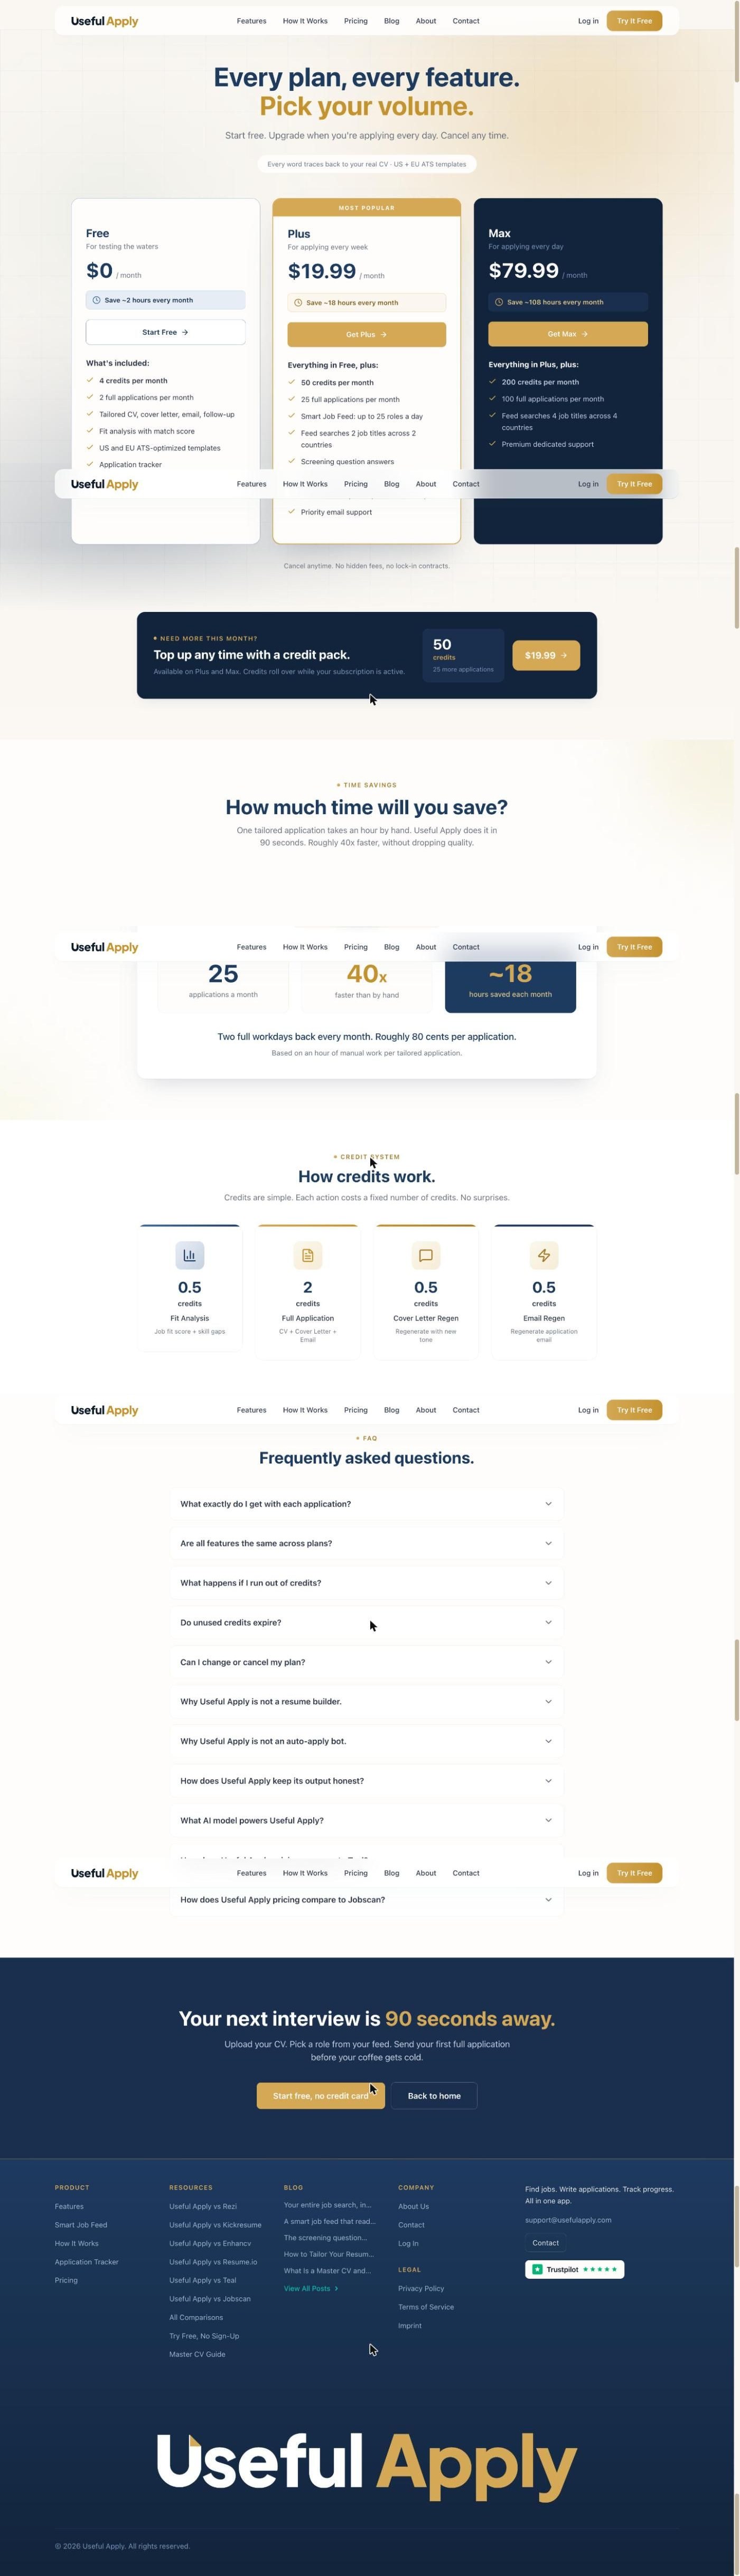 Useful Apply
Features How It Works Pricing Blog About Contact
Log in Try It Free
Every plan, every feature.
Pick your volume.
Start free. Upgrade when you're applying every day. Cancel any time.
Every word traces back to your real CV · US + EU ATS templates
Free
For testing the waters
$0 / month
Save ~2 hours every month
Start Free →
What's included:
4 credits per month
2 full applications per month
Tailored CV, cover letter, email, follow-up
Fit analysis with match score
US and EU ATS-optimized templates
Application tracker
MOST POPULAR
Plus
For applying every week
$19.99 / month
Save ~18 hours every month
Get Plus →
Everything in Free, plus:
50 credits per month
25 full applications per month
Smart Job Feed: up to 25 roles a day
Feed searches 2 job titles across 2
countries
Screening question answers
Priority email support
Max
For applying every day
$79.99 / month
Save ~108 hours every month
Get Max →
Everything in Plus, plus:
200 credits per month
100 full applications per month
Feed searches 4 job titles across 4
countries
Premium dedicated support
Useful Apply
Features How It Works Pricing Blog About Contact
Log in Try It Free
Cancel anytime. No hidden fees, no lock-in contracts.
NEED MORE THIS MONTH?
Top up any time with a credit pack.
Available on Plus and Max. Credits roll over while your subscription is active.
50
credits
25 more applications
$19.99 →
TIME SAVINGS
How much time will you save?
One tailored application takes an hour by hand. Useful Apply does it in
90 seconds. Roughly 40x faster, without dropping quality.
Useful Apply
Features How It Works Pricing Blog About Contact
Log in Try It Free
25
applications a month
40x
faster than by hand
~18
hours saved each month
Two full workdays back every month. Roughly 80 cents per application.
Based on an hour of manual work per tailored application.
CREDIT SYSTEM
How credits work.
Credits are simple. Each action costs a fixed number of credits. No surprises.
0.5
credits
Fit Analysis
Job fit score + skill gaps
2
credits
Full Application
CV + Cover Letter +
Email
0.5
credits
Cover Letter Regen
Regenerate with new
tone
0.5
credits
Email Regen
Regenerate application
email
Useful Apply
Features How It Works Pricing Blog About Contact
Log in Try It Free
FAQ
Frequently asked questions.
What exactly do I get with each application?
Are all features the same across plans?
What happens if I run out of credits?
Do unused credits expire?
Can I change or cancel my plan?
Why Useful Apply is not a resume builder.
Why Useful Apply is not an auto-apply bot.
How does Useful Apply keep its output honest?
What AI model powers Useful Apply?
Useful Apply
Features How It Works Pricing Blog About Contact
Log in Try It Free
How does Useful Apply pricing compare to Jobscan?
Your next interview is 90 seconds away.
Upload your CV. Pick a role from your feed. Send your first full application
before your coffee gets cold.
Start free, no credit card
Back to home
PRODUCT
Features
Smart Job Feed
How It Works
Application Tracker
Pricing
RESOURCES
Useful Apply vs Rezi
Useful Apply vs Kickresume
Useful Apply vs Enhancv
Useful Apply vs Resume.io
Useful Apply vs Teal
Useful Apply vs Jobscan
All Comparisons
Try Free, No Sign-Up
Master CV Guide
BLOG
Your entire job search, in...
A smart job feed that read...
The screening question...
How to Tailor Your Resum...
What Is a Master CV and...
View All Posts
COMPANY
About Us
Contact
Log In
LEGAL
Privacy Policy
Terms of Service
Imprint
Find jobs. Write applications. Track progress.
All in one app.
support@usefulapply.com
Contact
Trustpilot
Useful Apply
© 2026 Useful Apply. All rights reserved.